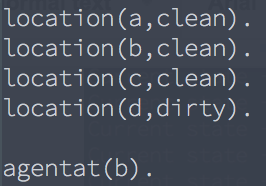 location(a,clean).
location(b,clean).
location(c,clean).
location(d,dirty).
agentat(b).